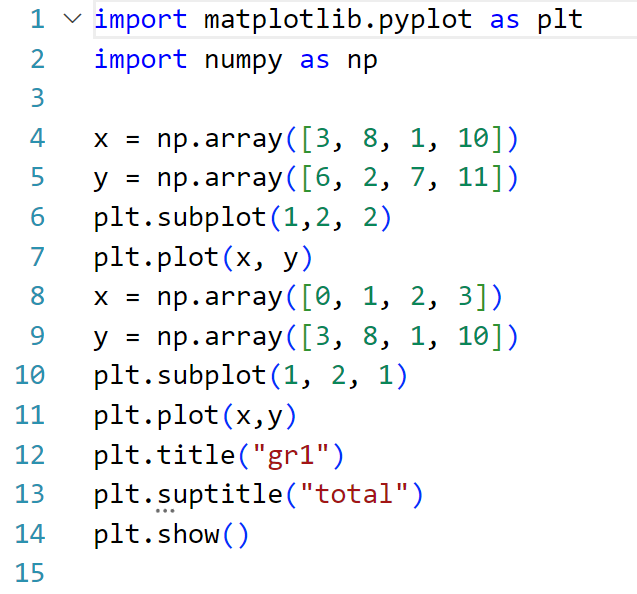 1 import matplotlib.pyplot as plt
2 import numpy as np
3
4 x = np.array([3, 8, 1, 10])
5 y = np.array([6, 2, 7, 11])
6 plt.subplot(1,2, 2)
7 plt.plot(x, y)
8 x = np.array([0, 1, 2, 3])
9 y = np.array([3, 8, 1, 10])
10 plt.subplot(1, 2, 1)
11 plt.plot(x,y)
12 plt.title("gr1")
13 plt.suptitle("total")
14 plt.show()
15